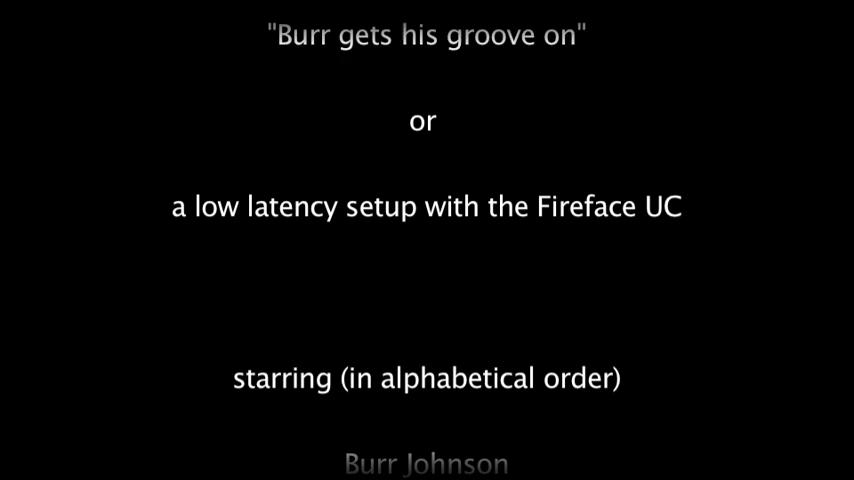 "Burr gets his groove on"
or
a low latency setup with the Fireface UC
starring (in alphabetical order)
Burr Johnson